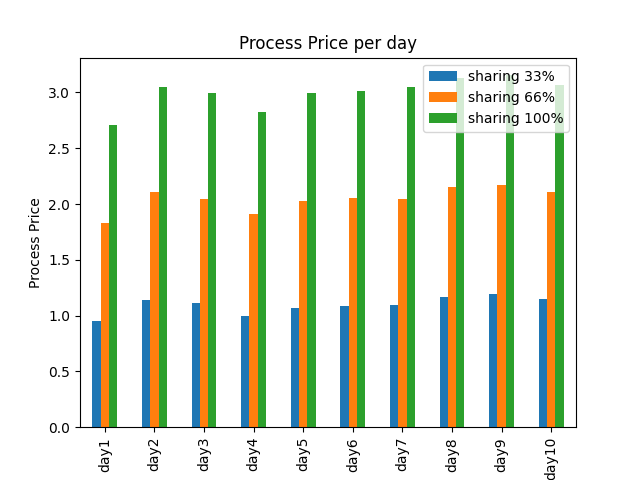 Process Price per day
sharing 33%
sharing 66%
sharing 100%
Process Price
3.0
2.5
2.0
1.5
1.0
0.5
0.0
day1
day2
day3
day4
day5
day6
day7
day8
day9
day10